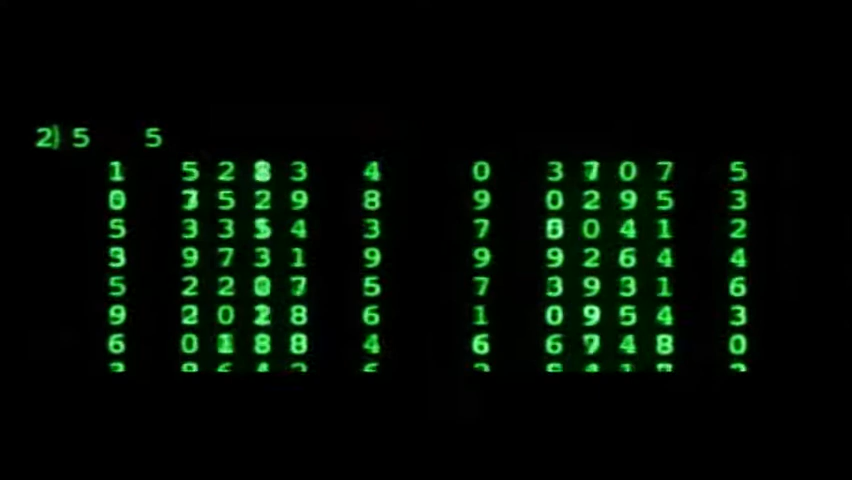 2) 5 5
1 5 2 8 3 4 0 3 7 0 7 5
0 3 5 2 9 8 9 0 2 9 5 3
5 3 3 5 4 3 7 6 0 4 1 2
3 9 7 3 1 9 9 9 2 6 4 4
5 2 2 0 7 5 7 3 9 3 1 6
9 2 0 2 8 6 1 0 9 5 4 3
6 0 8 8 4 6 6 7 4 8 0